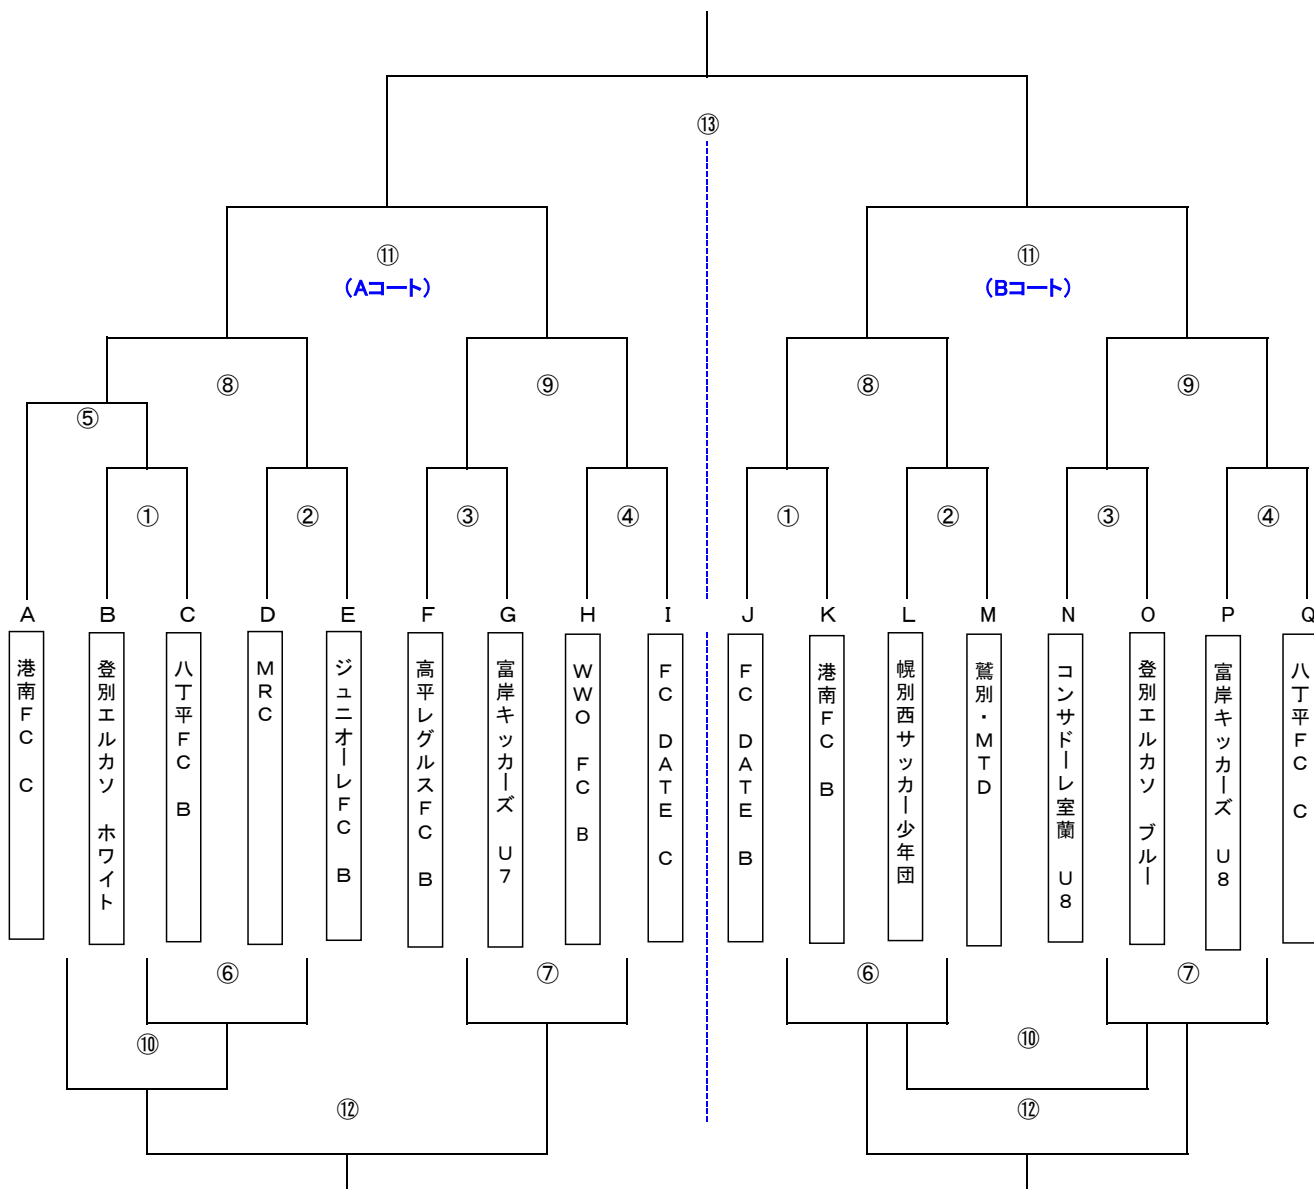 ⑬
⑪ ⑪
(Aコート) (Bコート)
⑧ ⑨ ⑧ ⑨
⑤
① ② ③ ④ ① ② ③ ④
A B C D E F G H I J K L M N O P Q
港南FC C
登別エルカソ ホワイト
八丁平FC B
MRC
ジュニオーレFC B
高平レグルスFC B
富岸キッカーズ U7
WWO FC B
FC DATE C
FC DATE B
港南FC B
幌別西サッカー少年団
鷲別・MTD
コンサドーレ室蘭 U8
登別エルカソ ブルー
富岸キッカーズ U8
八丁平FC C
⑥ ⑦ ⑥ ⑦
⑩ ⑩
⑫ ⑫